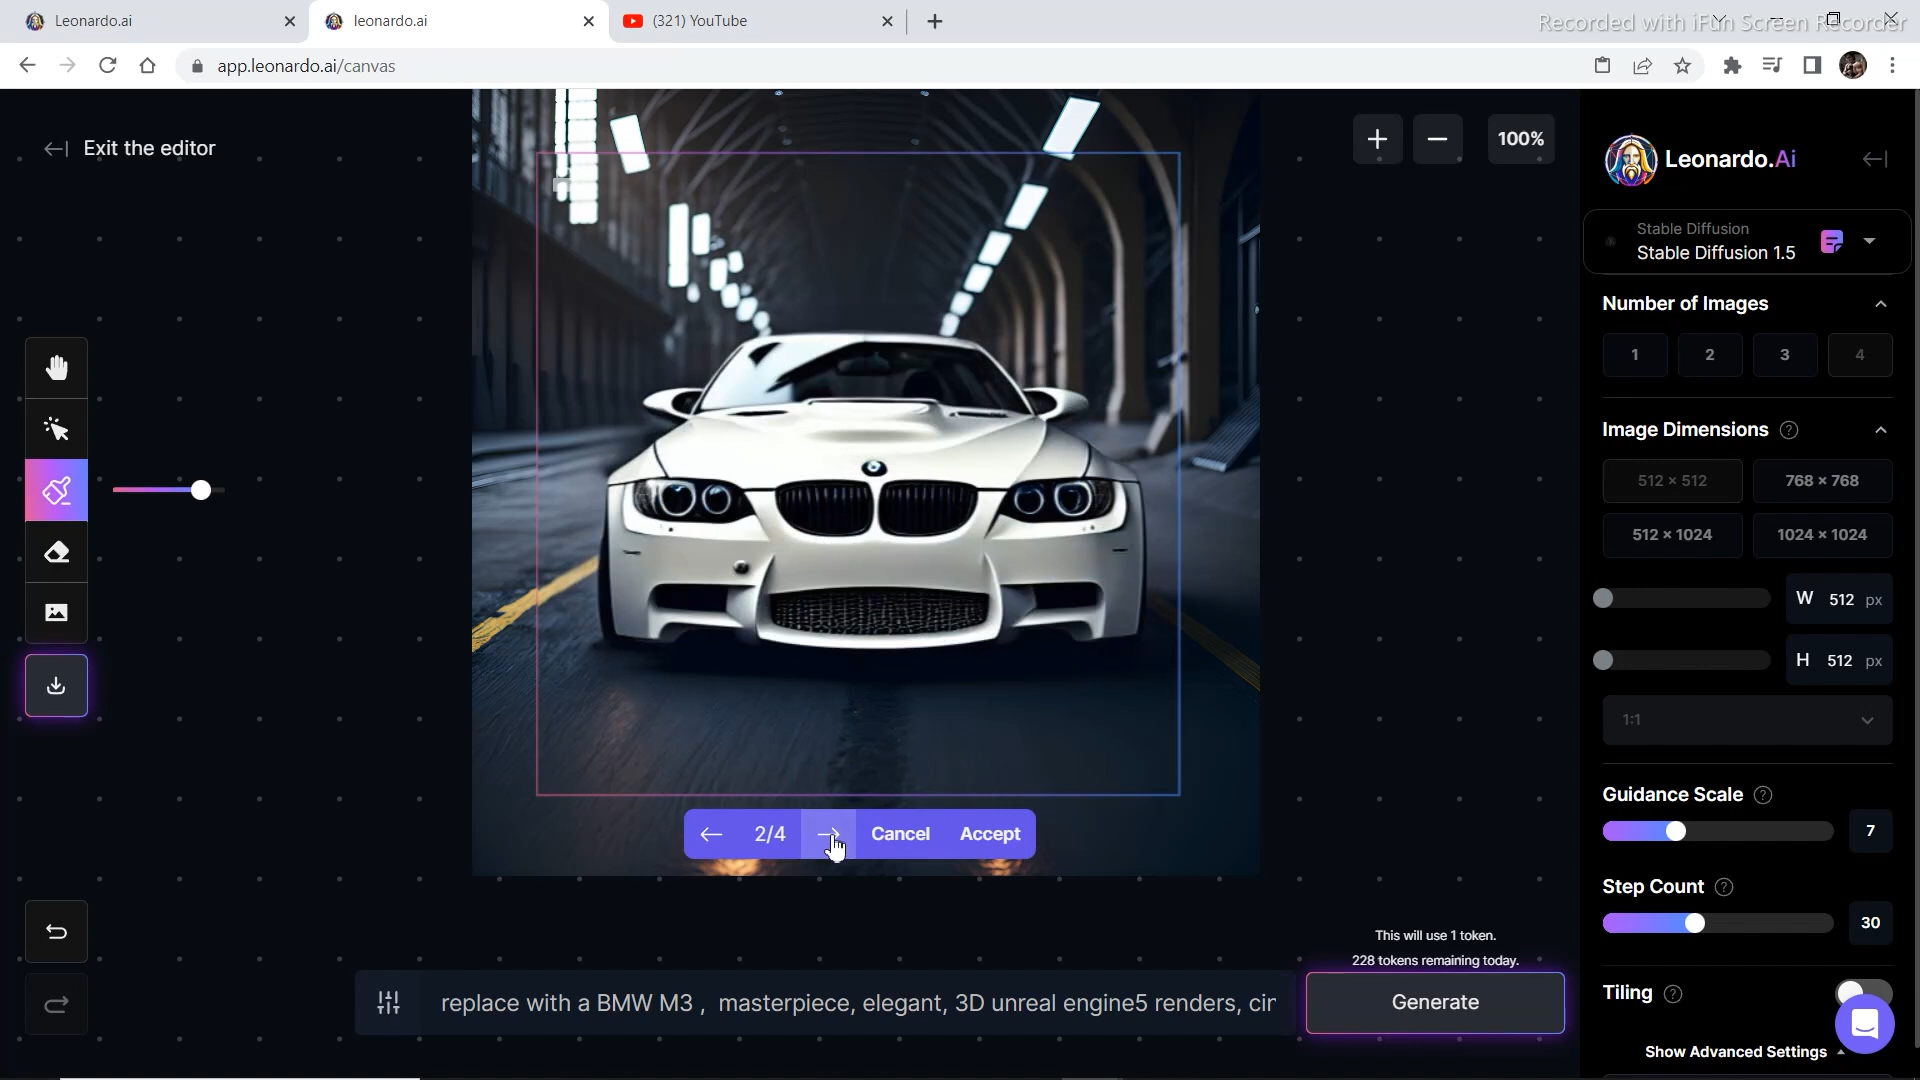 Leonardo.ai
leonardo.ai
(321) YouTube
Recorded with iFun Screen Recorder
app.leonardo.ai/canvas
Exit the editor
100%
Leonardo.Ai
Stable Diffusion
Stable Diffusion 1.5
Number of Images
1 2 3 4
Image Dimensions ?
512 × 512 768 × 768
512 × 1024 1024 × 1024
W 512 px
H 512 px
1:1
Guidance Scale ?
7
Step Count ?
30
Tiling ?
Show Advanced Settings
2/4 Cancel Accept
This will use 1 token.
228 tokens remaining today.
replace with a BMW M3 , masterpiece, elegant, 3D unreal engine5 renders, cin
Generate